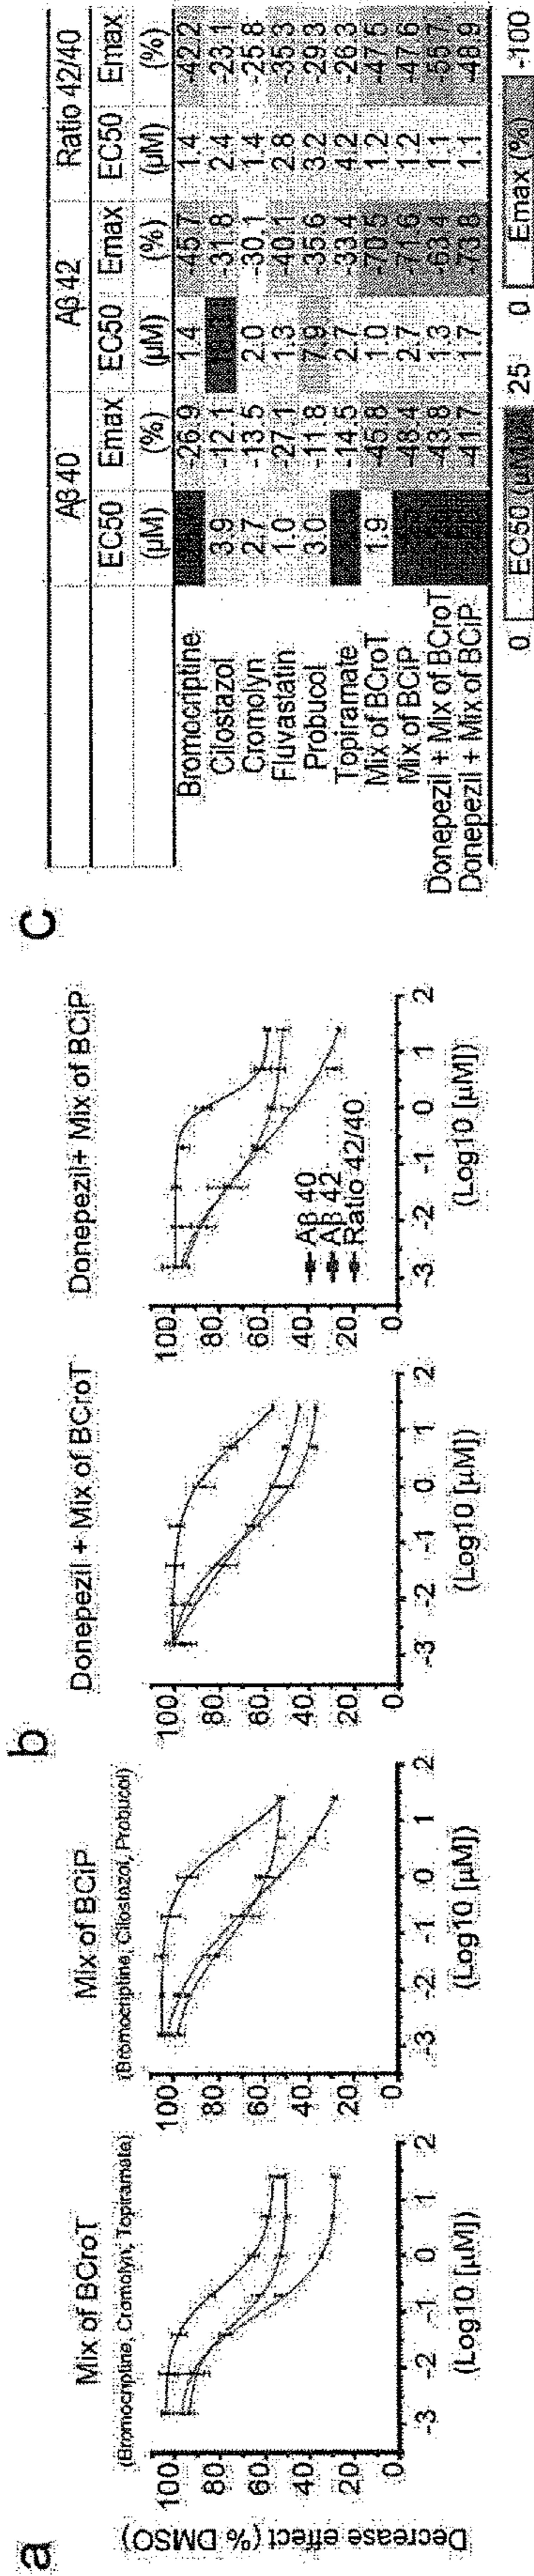 a
Mix of BCroT
(Bromocriptine, Cromolyn, Topiramate)
Decrease effect (% DMSO)
100
80
60
40
20
0
-3 -2 -1 0 1 2
(Log10 [μM])
Mix of BCiP
(Bromocriptine, Cilostazol, Probucol)
100
80
60
40
20
0
-3 -2 -1 0 1 2
(Log10 [μM])
b
Donepezil + Mix of BCroT
100
80
60
40
20
0
-3 -2 -1 0 1 2
(Log10 [μM])
Donepezil+ Mix of BCiP
100
80
60
40
20
0
Aβ 40
Aβ 42
Ratio 42/40
-3 -2 -1 0 1 2
(Log10 [μM])
c
Aβ 40 Aβ 42 Ratio 42/40
EC50 Emax EC50 Emax EC50 Emax
(μM) (%) (μM) (%) (μM) (%)
Bromocriptine -26.9 1.4 -45.7 1.4 -42.2
Cilostazol 3.9 -12.1 -31.8 2.4 -23.1
Cromolyn 2.7 -13.5 2.0 -30.1 1.4 -25.8
Fluvastatin 1.0 -27.1 1.3 -40.1 2.8 -35.3
Probucol 3.0 -11.8 7.9 -35.6 3.2 -29.3
Topiramate -14.5 2.7 -33.4 4.2 -26.3
Mix of BCroT 1.9 -45.8 1.0 -70.5 1.2 -47.5
Mix of BCiP -48.4 2.7 -71.6 1.2 -47.6
Donepezil + Mix of BCroT -43.8 1.3 -63.4 1.1 -55.7
Donepezil + Mix of BCiP -41.7 1.7 -73.8 1.1 -48.9
0 EC50 (μM) 25 0 Emax (%) -100